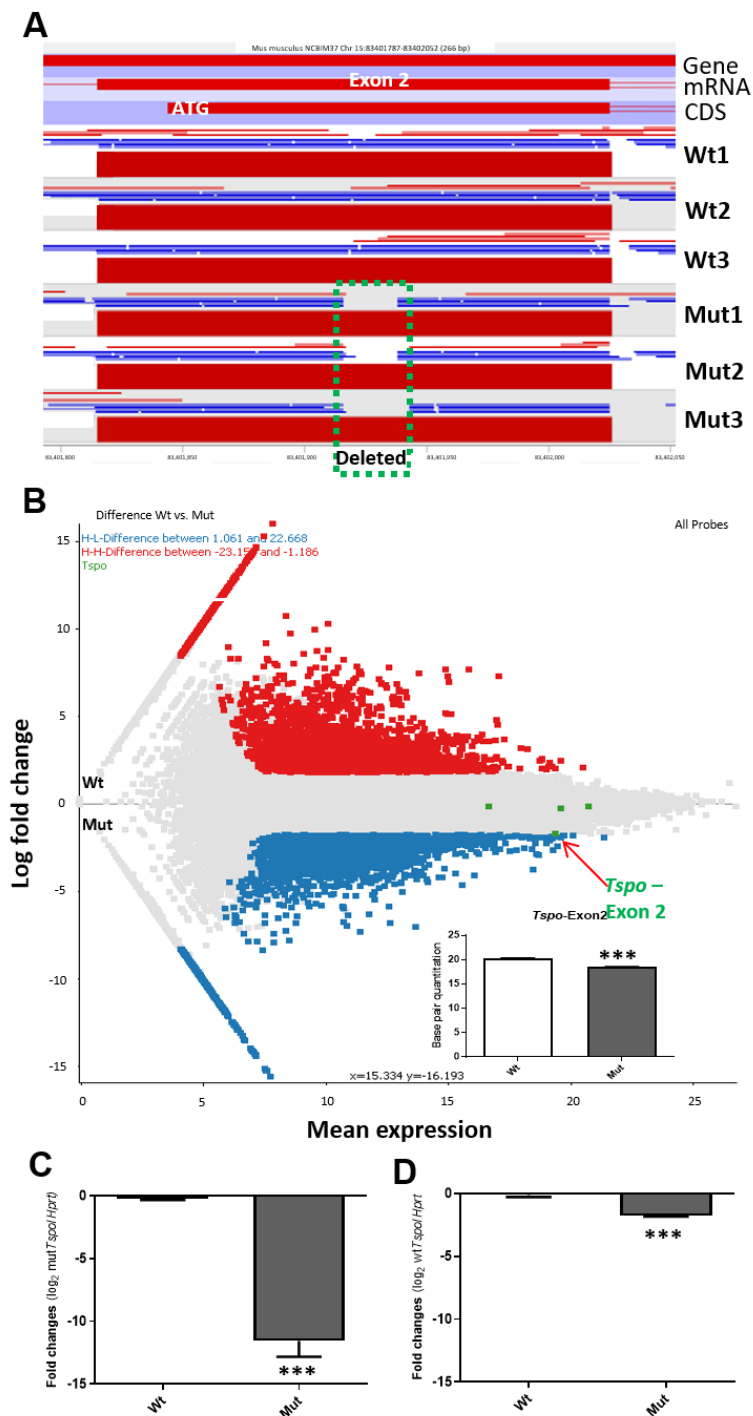 A
Mus musculus NCBIM37 Chr 15:83401787-83402052 (266 bp)
Gene
Exon 2
mRNA
ATG
CDS
Wt1
Wt2
Wt3
Mut1
Mut2
Mut3
83,401,800 83,401,850 83,401,900 83,401,950 83,402,000 83,402,050
Deleted
B
Difference Wt vs. Mut
All Probes
H-L-Difference between 1.061 and 22.668
H-H-Difference between -23.15 and -1.186
Tspo
15
10
5
0
-5
-10
-15
Log fold change
Wt
Mut
Tspo –
Exon 2
Tspo-Exon2
Base pair quantitation
25
20
15
10
5
0
***
Wt Mut
x=15.334 y=-16.193
0 5 10 15 20 25
Mean expression
C
Fold changes (log2 mutTspo/Hprt)
0
-5
-10
-15
***
Wt Mut
D
Fold changes (log2 wtTspo/Hprt)
0
-5
-10
-15
***
Wt Mut